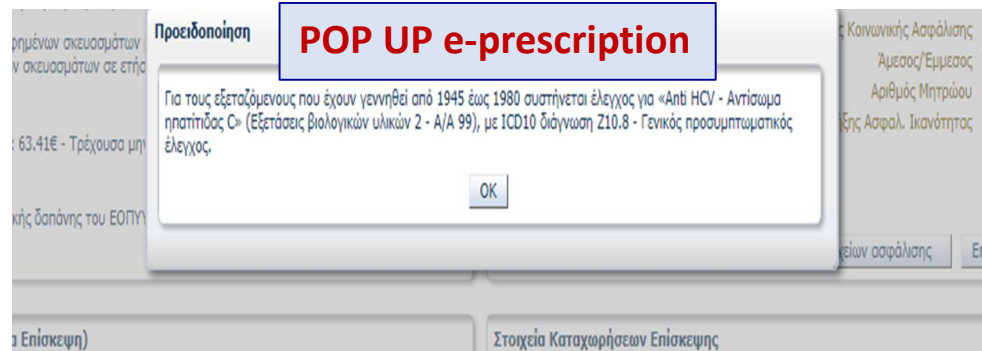 POP UP e-prescription
Προειδοποίηση
Για τους εξεταζόμενους που έχουν γεννηθεί από 1945 έως 1980 συστήνεται έλεγχος για «Anti HCV - Αντίσωμα
ηπατίτιδας C» (Εξετάσεις βιολογικών υλικών 2 - Α/Α 99), με ICD10 διάγνωση Z10.8 - Γενικός προσυμπτωματικός
έλεγχος.
OK
σκευασμάτων
σκευασμάτων σε
: 63.41€ - Τρέχουσα
δαπάνης του
Κοινωνικής Ασφάλισης
Άμεσος/Έμμεσος
Αριθμός Μητρώου
Ασφαλ. Ικανότητας
ασφάλισης
Επίσκεψη)
Στοιχεία Καταχωρήσεων Επίσκεψης